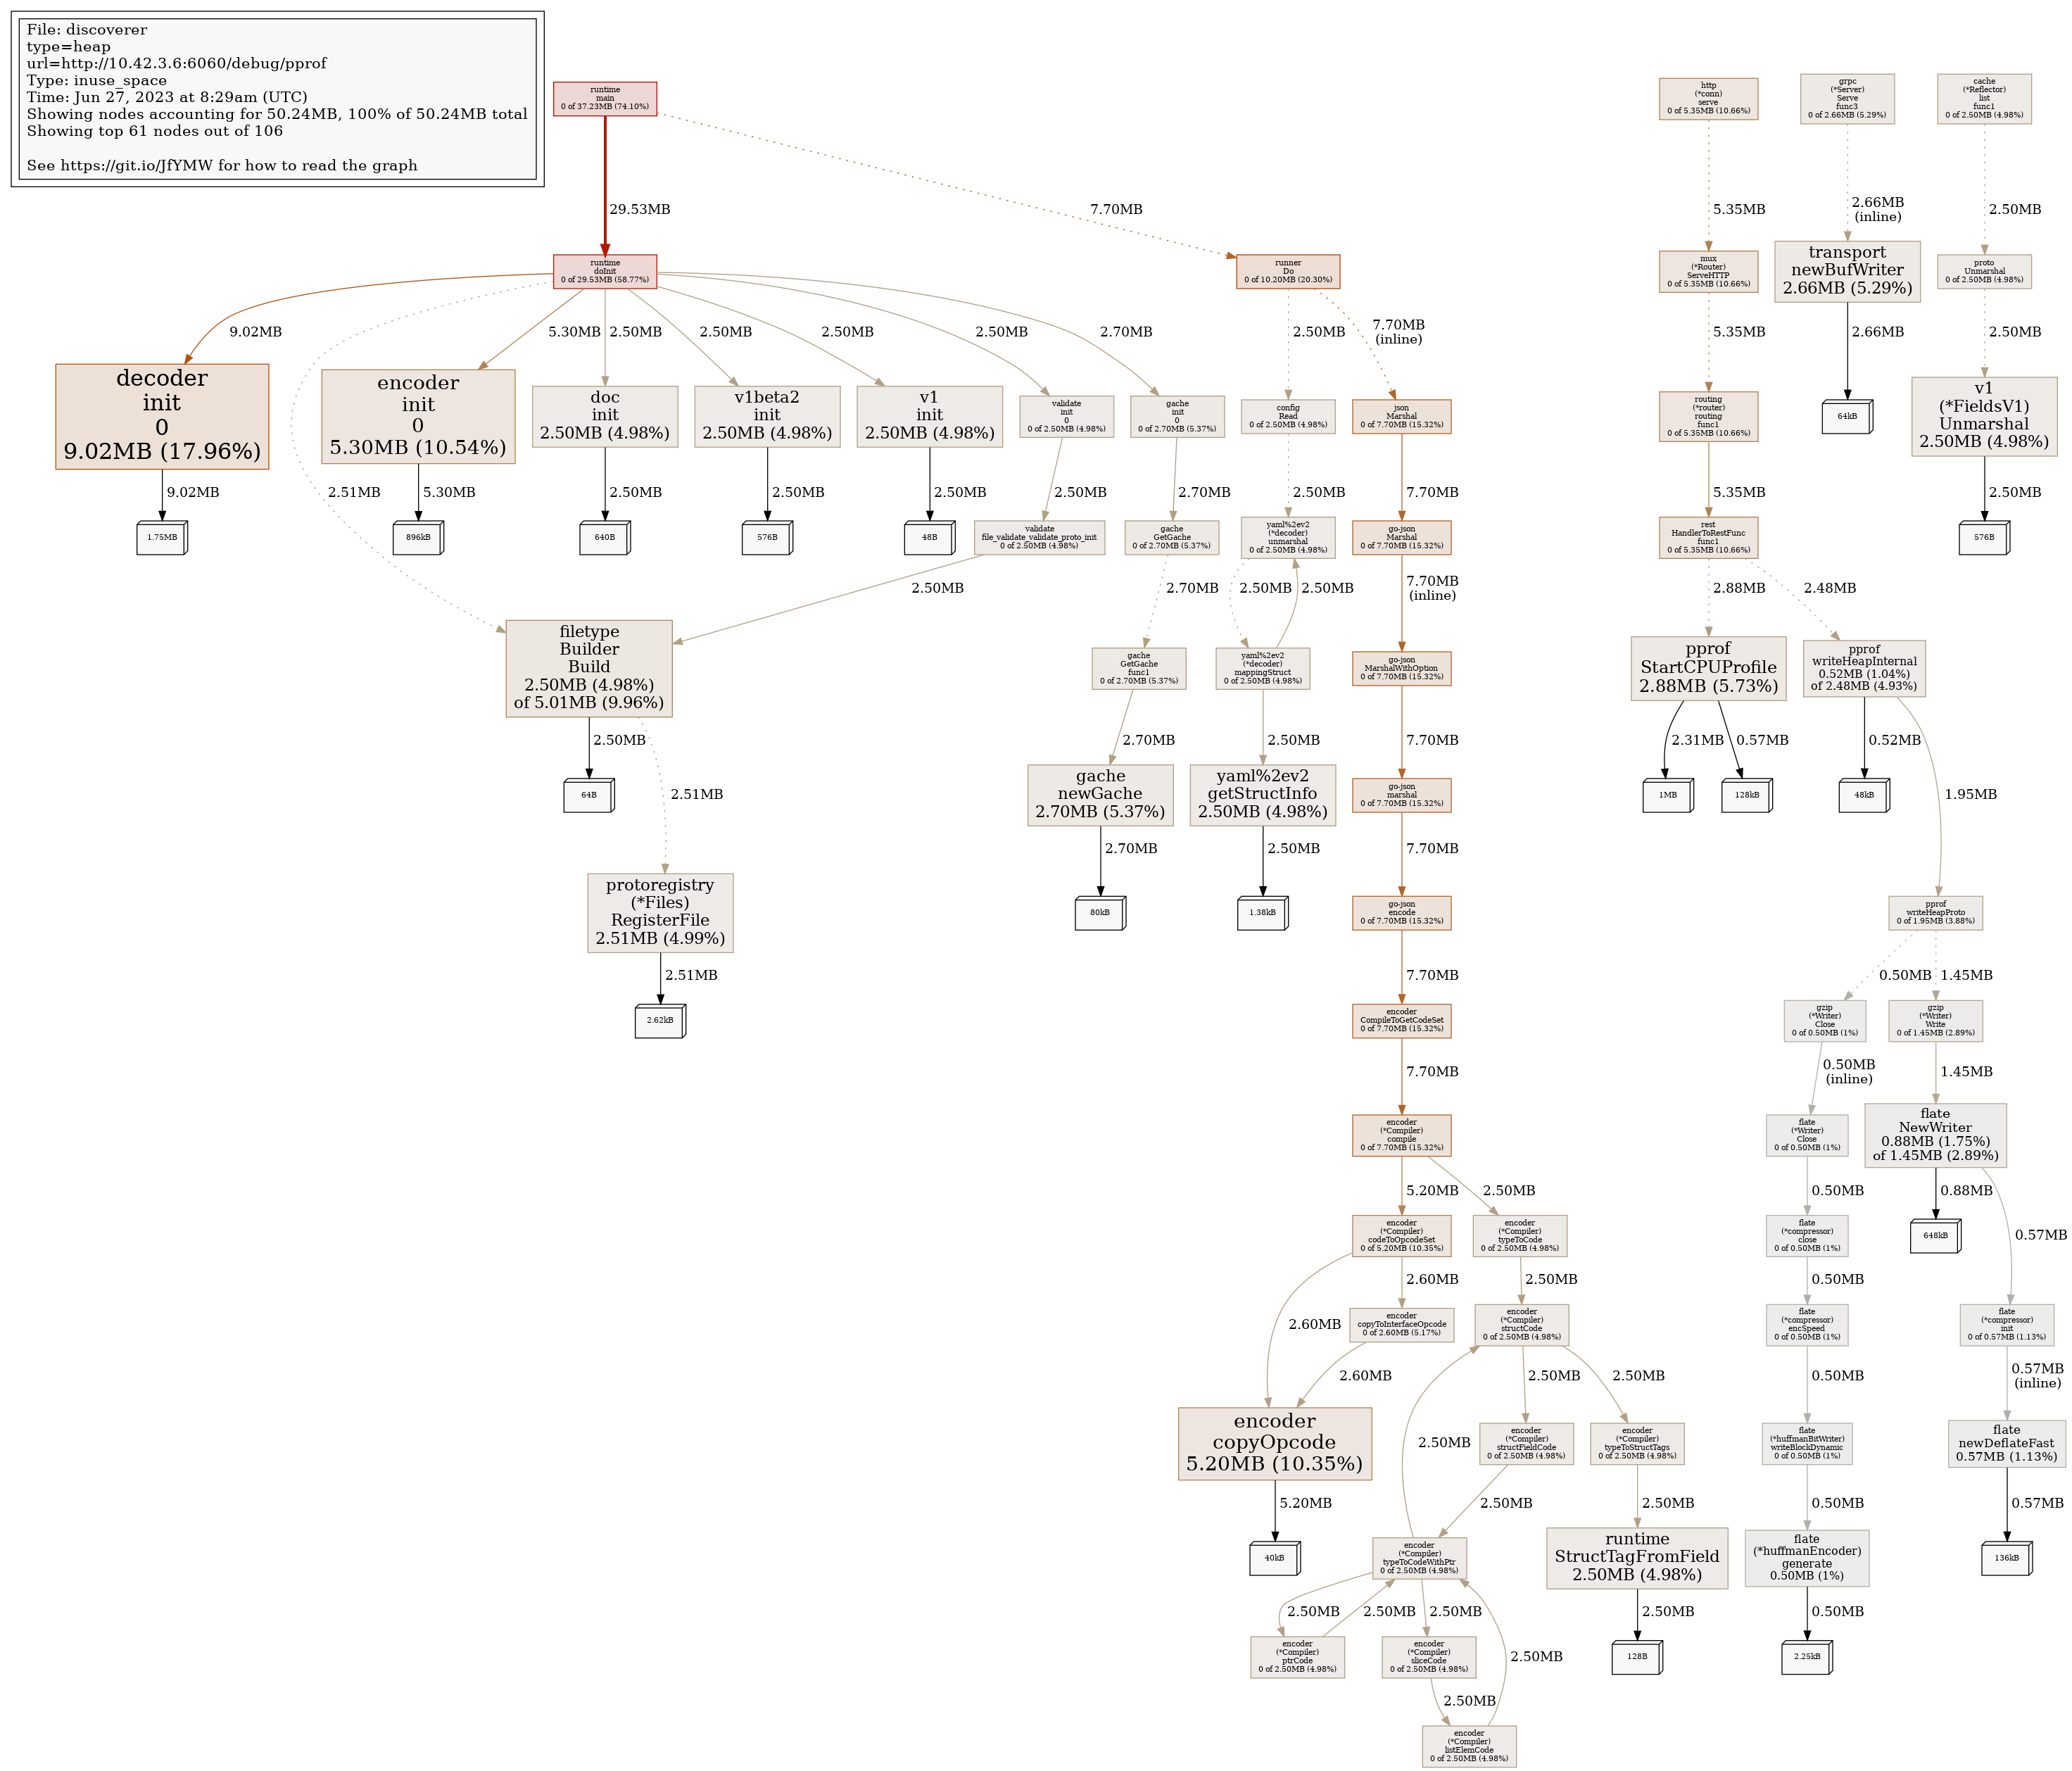 File: discoverer
type=heap
url=http://10.42.3.6:6060/debug/pprof
Type: inuse_space
Time: Jun 27, 2023 at 8:29am (UTC)
Showing nodes accounting for 50.24MB, 100% of 50.24MB total
Showing top 61 nodes out of 106
See https://git.io/JfYMW for how to read the graph
runtime
main
0 of 37.23MB (74.10%)
http
(*conn)
serve
0 of 5.35MB (10.66%)
grpc
(*Server)
Serve
func3
0 of 2.66MB (5.29%)
cache
(*Reflector)
list
func1
0 of 2.50MB (4.98%)
29.53MB
7.70MB
5.35MB
2.66MB
(inline)
2.50MB
runtime
doInit
0 of 29.53MB (58.77%)
runner
Do
0 of 10.20MB (20.30%)
mux
(*Router)
ServeHTTP
0 of 5.35MB (10.66%)
transport
newBufWriter
2.66MB (5.29%)
proto
Unmarshal
0 of 2.50MB (4.98%)
9.02MB
5.30MB
2.50MB
2.50MB
2.50MB
2.50MB
2.70MB
2.50MB
7.70MB
(inline)
5.35MB
2.66MB
2.50MB
decoder
init
0
9.02MB (17.96%)
encoder
init
0
5.30MB (10.54%)
doc
init
2.50MB (4.98%)
v1beta2
init
2.50MB (4.98%)
v1
init
2.50MB (4.98%)
validate
init
0
0 of 2.50MB (4.98%)
gache
init
0
0 of 2.70MB (5.37%)
config
Read
0 of 2.50MB (4.98%)
json
Marshal
0 of 7.70MB (15.32%)
routing
(*router)
routing
func1
0 of 5.35MB (10.66%)
64kB
v1
(*FieldsV1)
Unmarshal
2.50MB (4.98%)
9.02MB
2.51MB
5.30MB
2.50MB
2.50MB
2.50MB
2.50MB
2.70MB
2.50MB
7.70MB
5.35MB
2.50MB
1.75MB
896kB
640B
576B
48B
validate
file_validate_validate_proto_init
0 of 2.50MB (4.98%)
gache
GetGache
0 of 2.70MB (5.37%)
yaml%2ev2
(*decoder)
unmarshal
0 of 2.50MB (4.98%)
go-json
Marshal
0 of 7.70MB (15.32%)
rest
HandlerToRestFunc
func1
0 of 5.35MB (10.66%)
576B
2.50MB
2.70MB
2.50MB
2.50MB
7.70MB
(inline)
2.88MB
2.48MB
filetype
Builder
Build
2.50MB (4.98%)
of 5.01MB (9.96%)
gache
GetGache
func1
0 of 2.70MB (5.37%)
yaml%2ev2
(*decoder)
mappingStruct
0 of 2.50MB (4.98%)
go-json
MarshalWithOption
0 of 7.70MB (15.32%)
pprof
StartCPUProfile
2.88MB (5.73%)
pprof
writeHeapInternal
0.52MB (1.04%)
of 2.48MB (4.93%)
2.50MB
2.51MB
2.70MB
2.50MB
7.70MB
2.31MB
0.57MB
0.52MB
1.95MB
64B
gache
newGache
2.70MB (5.37%)
yaml%2ev2
getStructInfo
2.50MB (4.98%)
go-json
marshal
0 of 7.70MB (15.32%)
1MB
128kB
48kB
2.70MB
2.50MB
7.70MB
protoregistry
(*Files)
RegisterFile
2.51MB (4.99%)
80kB
1.38kB
go-json
encode
0 of 7.70MB (15.32%)
pprof
writeHeapProto
0 of 1.95MB (3.88%)
2.51MB
7.70MB
0.50MB
1.45MB
2.62kB
encoder
CompileToGetCodeSet
0 of 7.70MB (15.32%)
gzip
(*Writer)
Close
0 of 0.50MB (1%)
gzip
(*Writer)
Write
0 of 1.45MB (2.89%)
7.70MB
0.50MB
(inline)
1.45MB
encoder
(*Compiler)
compile
0 of 7.70MB (15.32%)
flate
(*Writer)
Close
0 of 0.50MB (1%)
flate
NewWriter
0.88MB (1.75%)
of 1.45MB (2.89%)
5.20MB
2.50MB
0.50MB
0.88MB
0.57MB
encoder
(*Compiler)
codeToOpcodeSet
0 of 5.20MB (10.35%)
encoder
(*Compiler)
typeToCode
0 of 2.50MB (4.98%)
flate
(*compressor)
close
0 of 0.50MB (1%)
648kB
2.60MB
2.60MB
2.50MB
0.50MB
encoder
copyToInterfaceOpcode
0 of 2.60MB (5.17%)
encoder
(*Compiler)
structCode
0 of 2.50MB (4.98%)
flate
(*compressor)
encSpeed
0 of 0.50MB (1%)
flate
(*compressor)
init
0 of 0.57MB (1.13%)
2.60MB
2.50MB
2.50MB
0.50MB
0.57MB
(inline)
encoder
copyOpcode
5.20MB (10.35%)
2.50MB
encoder
(*Compiler)
structFieldCode
0 of 2.50MB (4.98%)
encoder
(*Compiler)
typeToStructTags
0 of 2.50MB (4.98%)
flate
(*huffmanBitWriter)
writeBlockDynamic
0 of 0.50MB (1%)
flate
newDeflateFast
0.57MB (1.13%)
5.20MB
2.50MB
2.50MB
0.50MB
0.57MB
40kB
encoder
(*Compiler)
typeToCodeWithPtr
0 of 2.50MB (4.98%)
runtime
StructTagFromField
2.50MB (4.98%)
flate
(*huffmanEncoder)
generate
0.50MB (1%)
136kB
2.50MB
2.50MB
2.50MB
2.50MB
2.50MB
0.50MB
encoder
(*Compiler)
ptrCode
0 of 2.50MB (4.98%)
encoder
(*Compiler)
sliceCode
0 of 2.50MB (4.98%)
128B
2.25kB
2.50MB
encoder
(*Compiler)
listElemCode
0 of 2.50MB (4.98%)